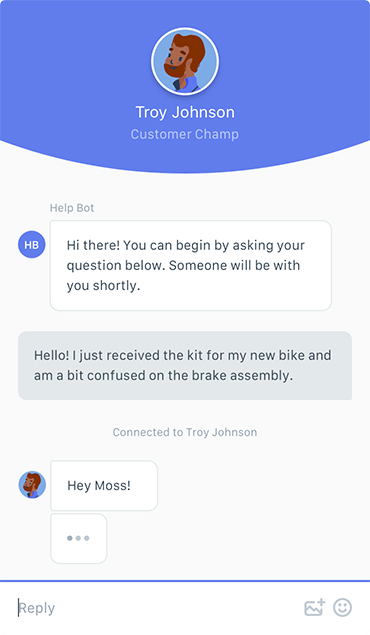 Troy Johnson
Customer Champ
Help Bot
HB
Hi there! You can begin by asking your
question below. Someone will be with
you shortly.
Hello! I just received the kit for my new bike and
am a bit confused on the brake assembly.
Connected to Troy Johnson
Hey Moss!
Reply